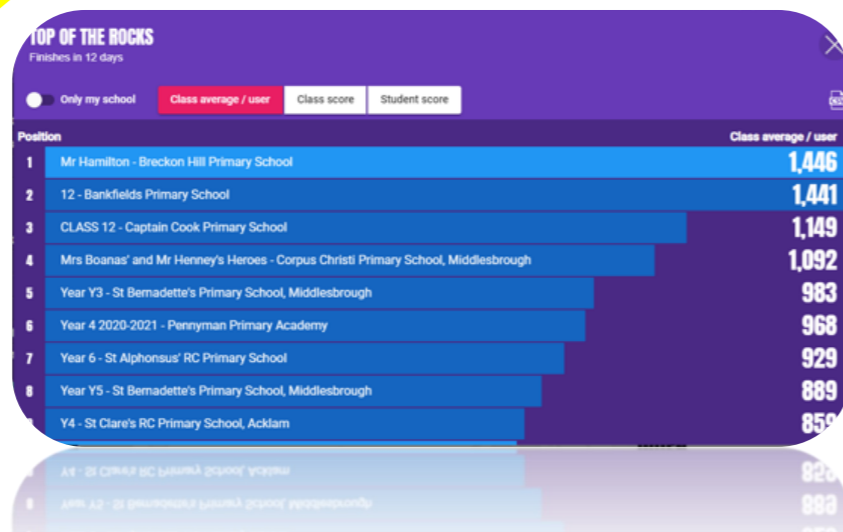 TOP OF THE ROCKS
Finishes in 12 days
Only my school Class average / user Class score Student score
Position Class average / user
1 Mr Hamilton - Breckon Hill Primary School 1,446
2 12 - Bankfields Primary School 1,441
3 CLASS 12 - Captain Cook Primary School 1,149
4 Mrs Boanas' and Mr Henney's Heroes - Corpus Christi Primary School, Middlesbrough 1,092
5 Year Y3 - St Bernadette's Primary School, Middlesbrough 983
6 Year 4 2020-2021 - Pennyman Primary Academy 968
7 Year 6 - St Alphonsus' RC Primary School 929
8 Year Y5 - St Bernadette's Primary School, Middlesbrough 889
Y4 - St Clare's RC Primary School, Acklam 859